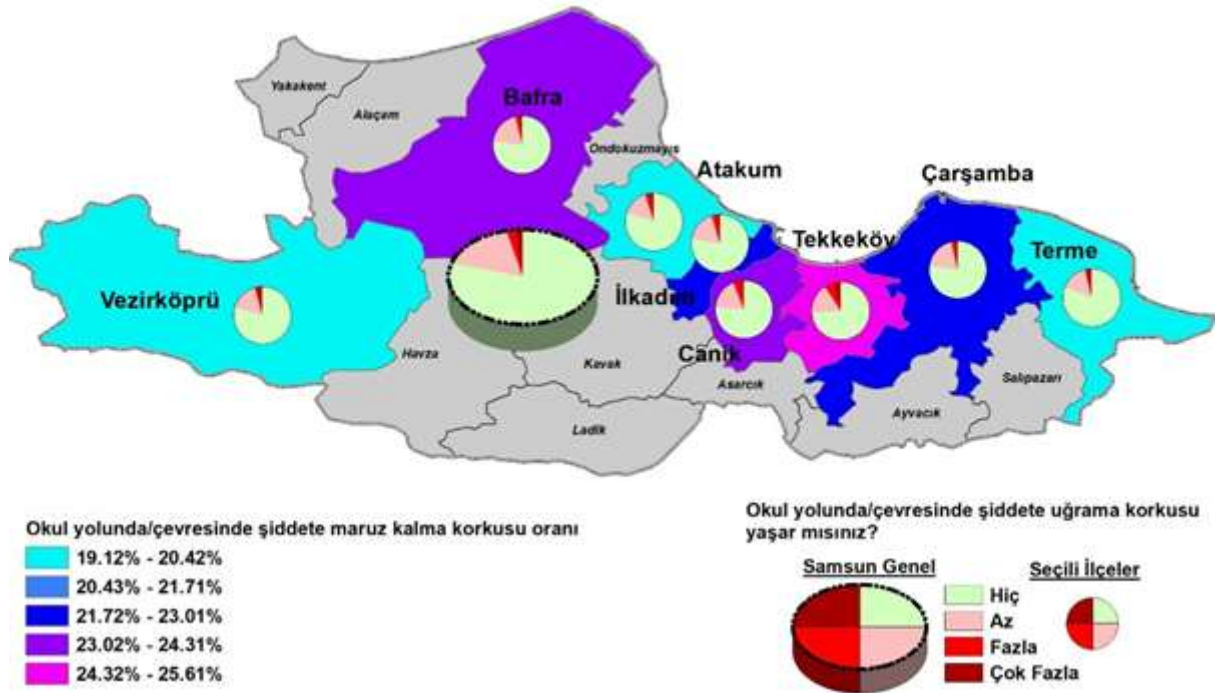 Yakakent
Alaçam
Bafra
Ondokuzmayıs
Atakum
Çarşamba
Tekkeköy
Terme
Vezirköprü
İlkadım
Havza
Kavak
Canik
Asarcık
Salıpazarı
Ayvacık
Ladik
Okul yolunda/çevresinde şiddete maruz kalma korkusu oranı
19.12% - 20.42%
20.43% - 21.71%
21.72% - 23.01%
23.02% - 24.31%
24.32% - 25.61%
Okul yolunda/çevresinde şiddete uğrama korkusu
yaşar mısınız?
Samsun Genel
Seçili İlçeler
Hiç
Az
Fazla
Çok Fazla